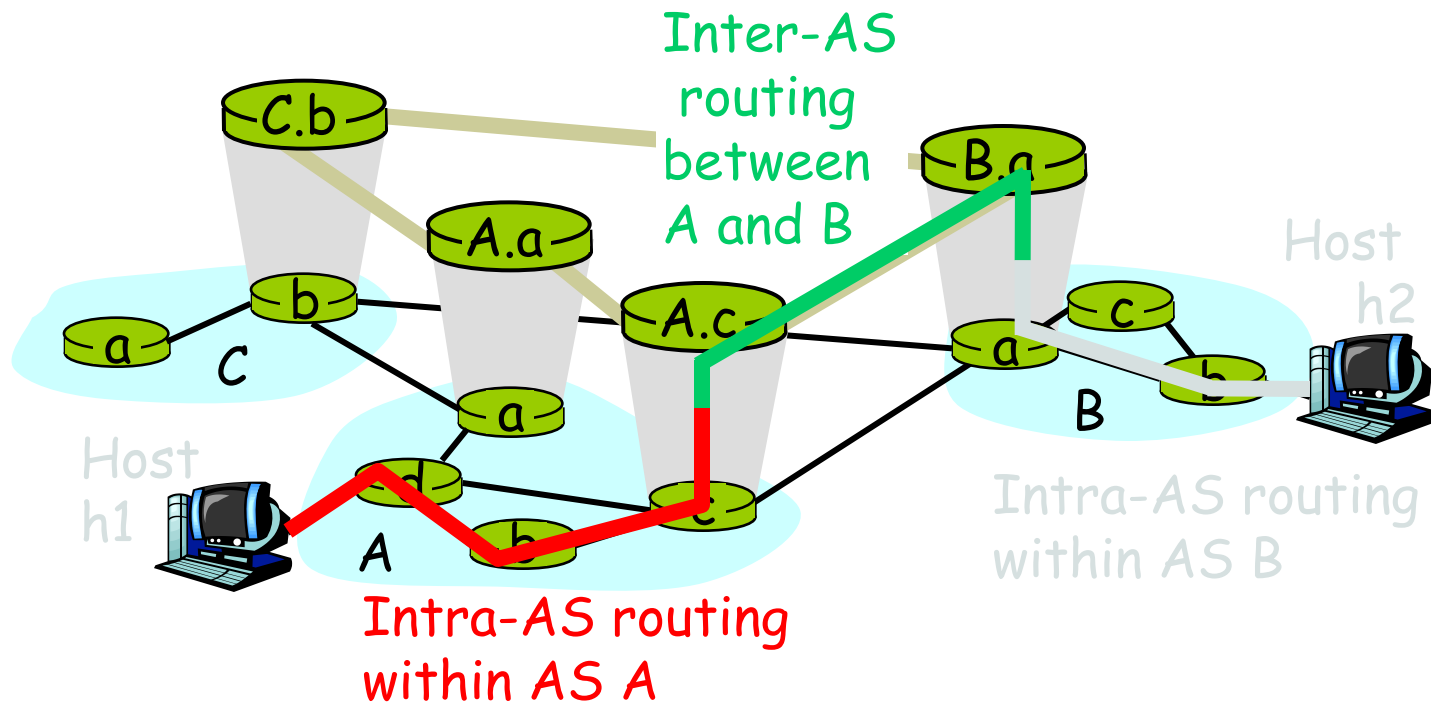 Inter-AS
routing
between
A and B
C.b
B.a
A.a
A.c
Host
h2
a
b
C
a
c
b
B
a
d
b
c
A
Host
h1
Intra-AS routing
within AS B
Intra-AS routing
within AS A